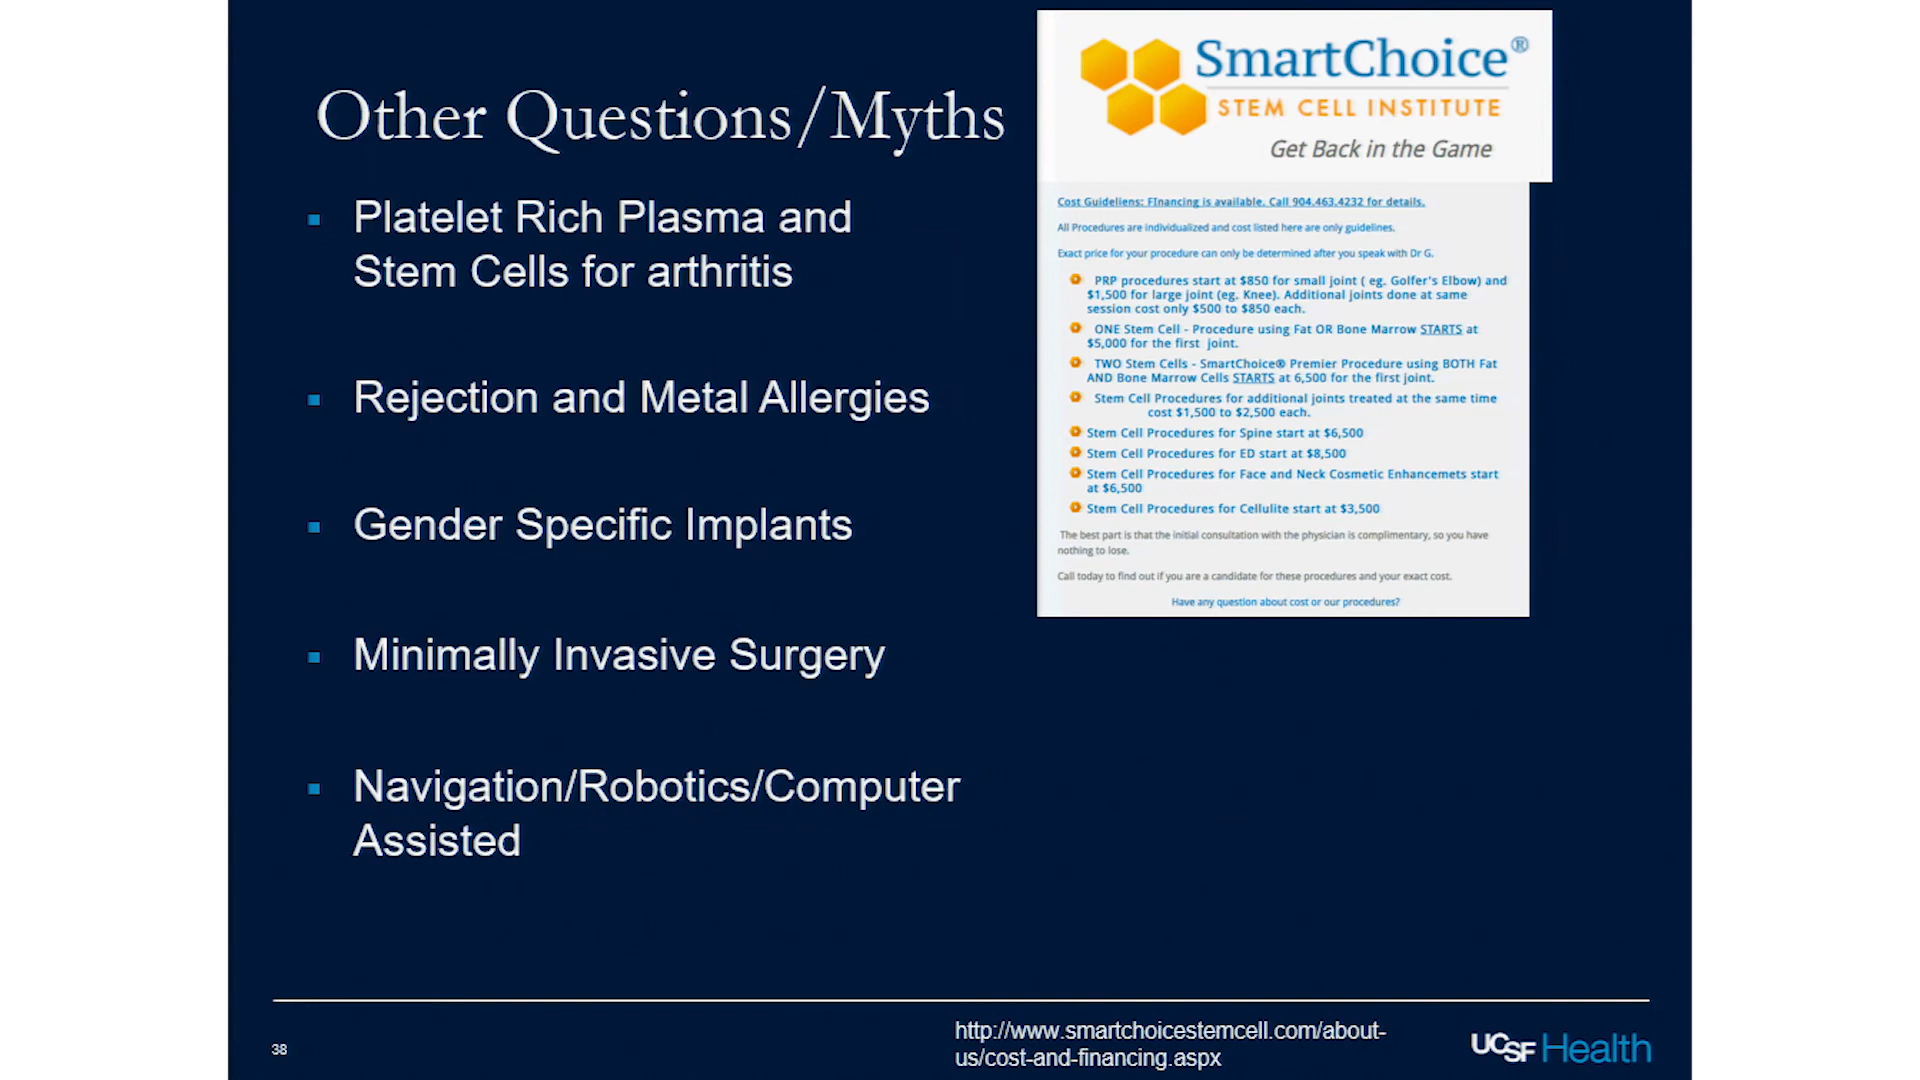 Other Questions/Myths
Platelet Rich Plasma and
Stem Cells for arthritis
Rejection and Metal Allergies
Gender Specific Implants
Minimally Invasive Surgery
Navigation/Robotics/Computer
Assisted
SmartChoice®
STEM CELL INSTITUTE
Get Back in the Game
Cost Guideliens: FInancing is available. Call 904.463.4232 for details.
All Procedures are individualized and cost listed here are only guidelines.
Exact price for your procedure can only be determined after you speak with Dr G.
PRP procedures start at $850 for small joint ( eg. Golfer's Elbow) and
$1,500 for large joint (eg. Knee). Additional joints done at same
session cost only $500 to $850 each.
ONE Stem Cell - Procedure using Fat OR Bone Marrow STARTS at
$5,000 for the first joint.
TWO Stem Cells - SmartChoice® Premier Procedure using BOTH Fat
AND Bone Marrow Cells STARTS at 6,500 for the first joint.
Stem Cell Procedures for additional joints treated at the same time
cost $1,500 to $2,500 each.
Stem Cell Procedures for Spine start at $6,500
Stem Cell Procedures for ED start at $8,500
Stem Cell Procedures for Face and Neck Cosmetic Enhancemets start
at $6,500
Stem Cell Procedures for Cellulite start at $3,500
The best part is that the initial consultation with the physician is complimentary, so you have
nothing to lose.
Call today to find out if you are a candidate for these procedures and your exact cost.
Have any question about cost or our procedures?
38
http://www.smartchoicestemcell.com/about-
us/cost-and-financing.aspx
UCSF Health